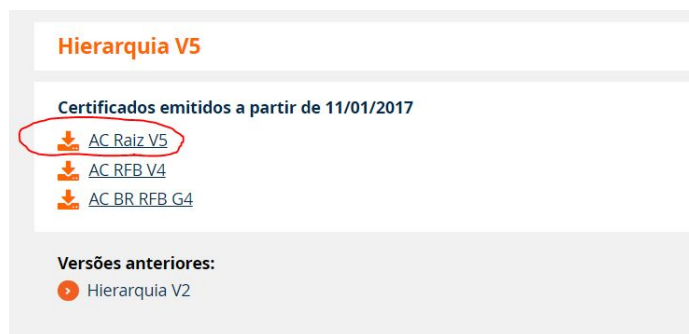 Hierarquia V5
Certificados emitidos a partir de 11/01/2017
AC Raiz V5
AC RFB V4
AC BR RFB G4
Versões anteriores:
Hierarquia V2